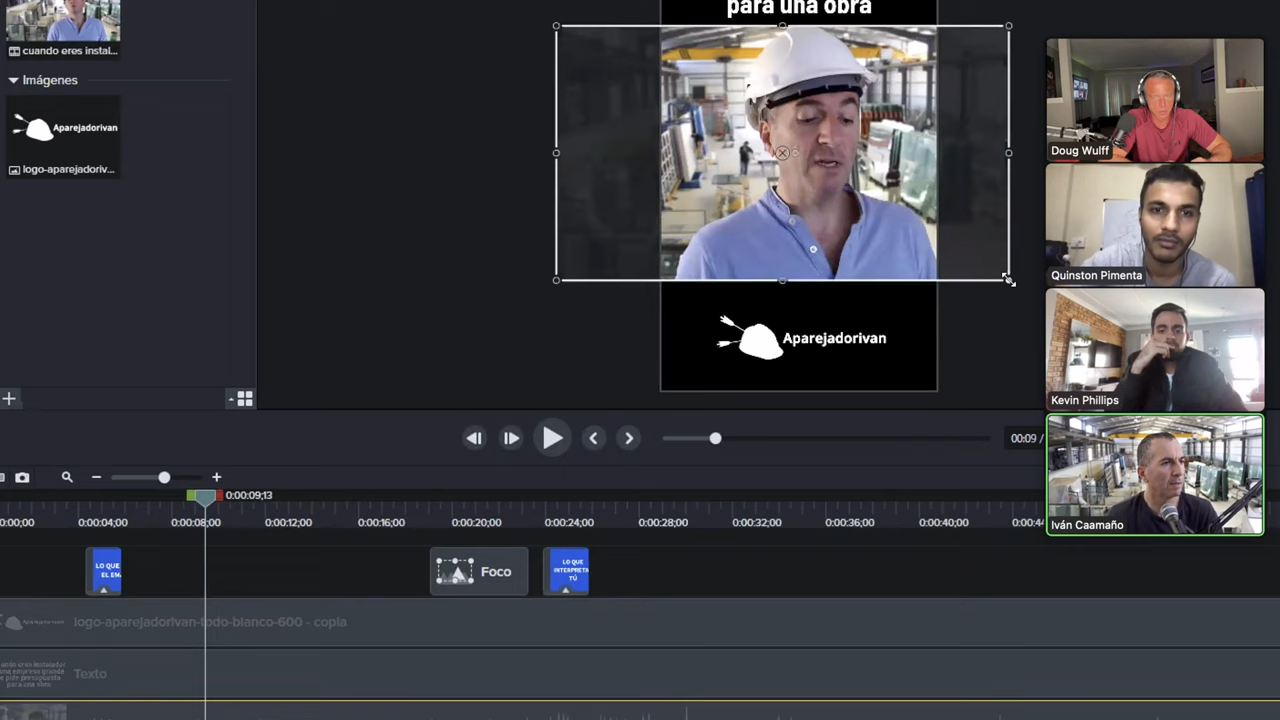 para una obra
cuando eres instal...
Imágenes
Aparejadorivan
logo-aparejadoriv...
Aparejadorivan
Doug Wulff
Quinston Pimenta
Kevin Phillips
Iván Caamaño
00:09 /
0:00:09;13
0:00;00
0:00:04;00
0:00:08;00
0:00:12;00
0:00:16;00
0:00:20;00
0:00:24;00
0:00:28;00
0:00:32;00
0:00:36;00
0:00:40;00
0:00:44
LO QUE
EL EM
Foco
LO QUE
INTERPRETA
TÚ
logo-aparejadorivan-todo-blanco-600 - copia
Texto